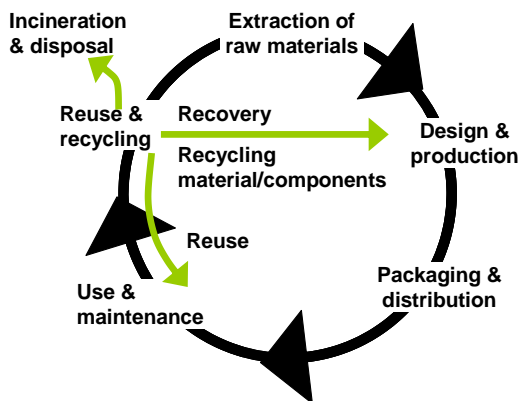 Incineration
& disposal
Extraction of
raw materials
Reuse &
recycling
Recovery
Recycling
material/components
Design &
production
Reuse
Packaging &
distribution
Use &
maintenance